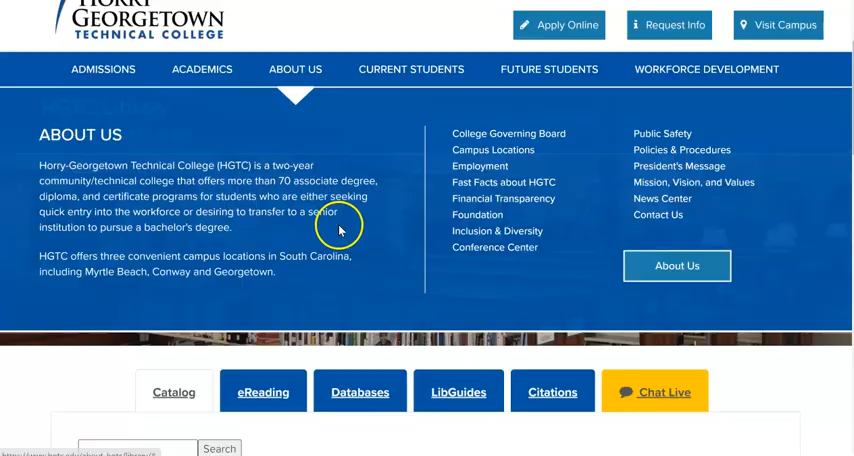 HORRY
GEORGETOWN
TECHNICAL COLLEGE
Apply Online
Request Info
Visit Campus
ADMISSIONS
ACADEMICS
ABOUT US
CURRENT STUDENTS
FUTURE STUDENTS
WORKFORCE DEVELOPMENT
HGTC Library
ABOUT US
Horry-Georgetown Technical College (HGTC) is a two-year
community/technical college that offers more than 70 associate degree,
diploma, and certificate programs for students who are either seeking
quick entry into the workforce or desiring to transfer to a senior
institution to pursue a bachelor's degree.
HGTC offers three convenient campus locations in South Carolina,
including Myrtle Beach, Conway and Georgetown.
College Governing Board
Campus Locations
Employment
Fast Facts about HGTC
Financial Transparency
Foundation
Inclusion & Diversity
Conference Center
Public Safety
Policies & Procedures
President's Message
Mission, Vision, and Values
News Center
Contact Us
About Us
Catalog
eReading
Databases
LibGuides
Citations
Chat Live
Search